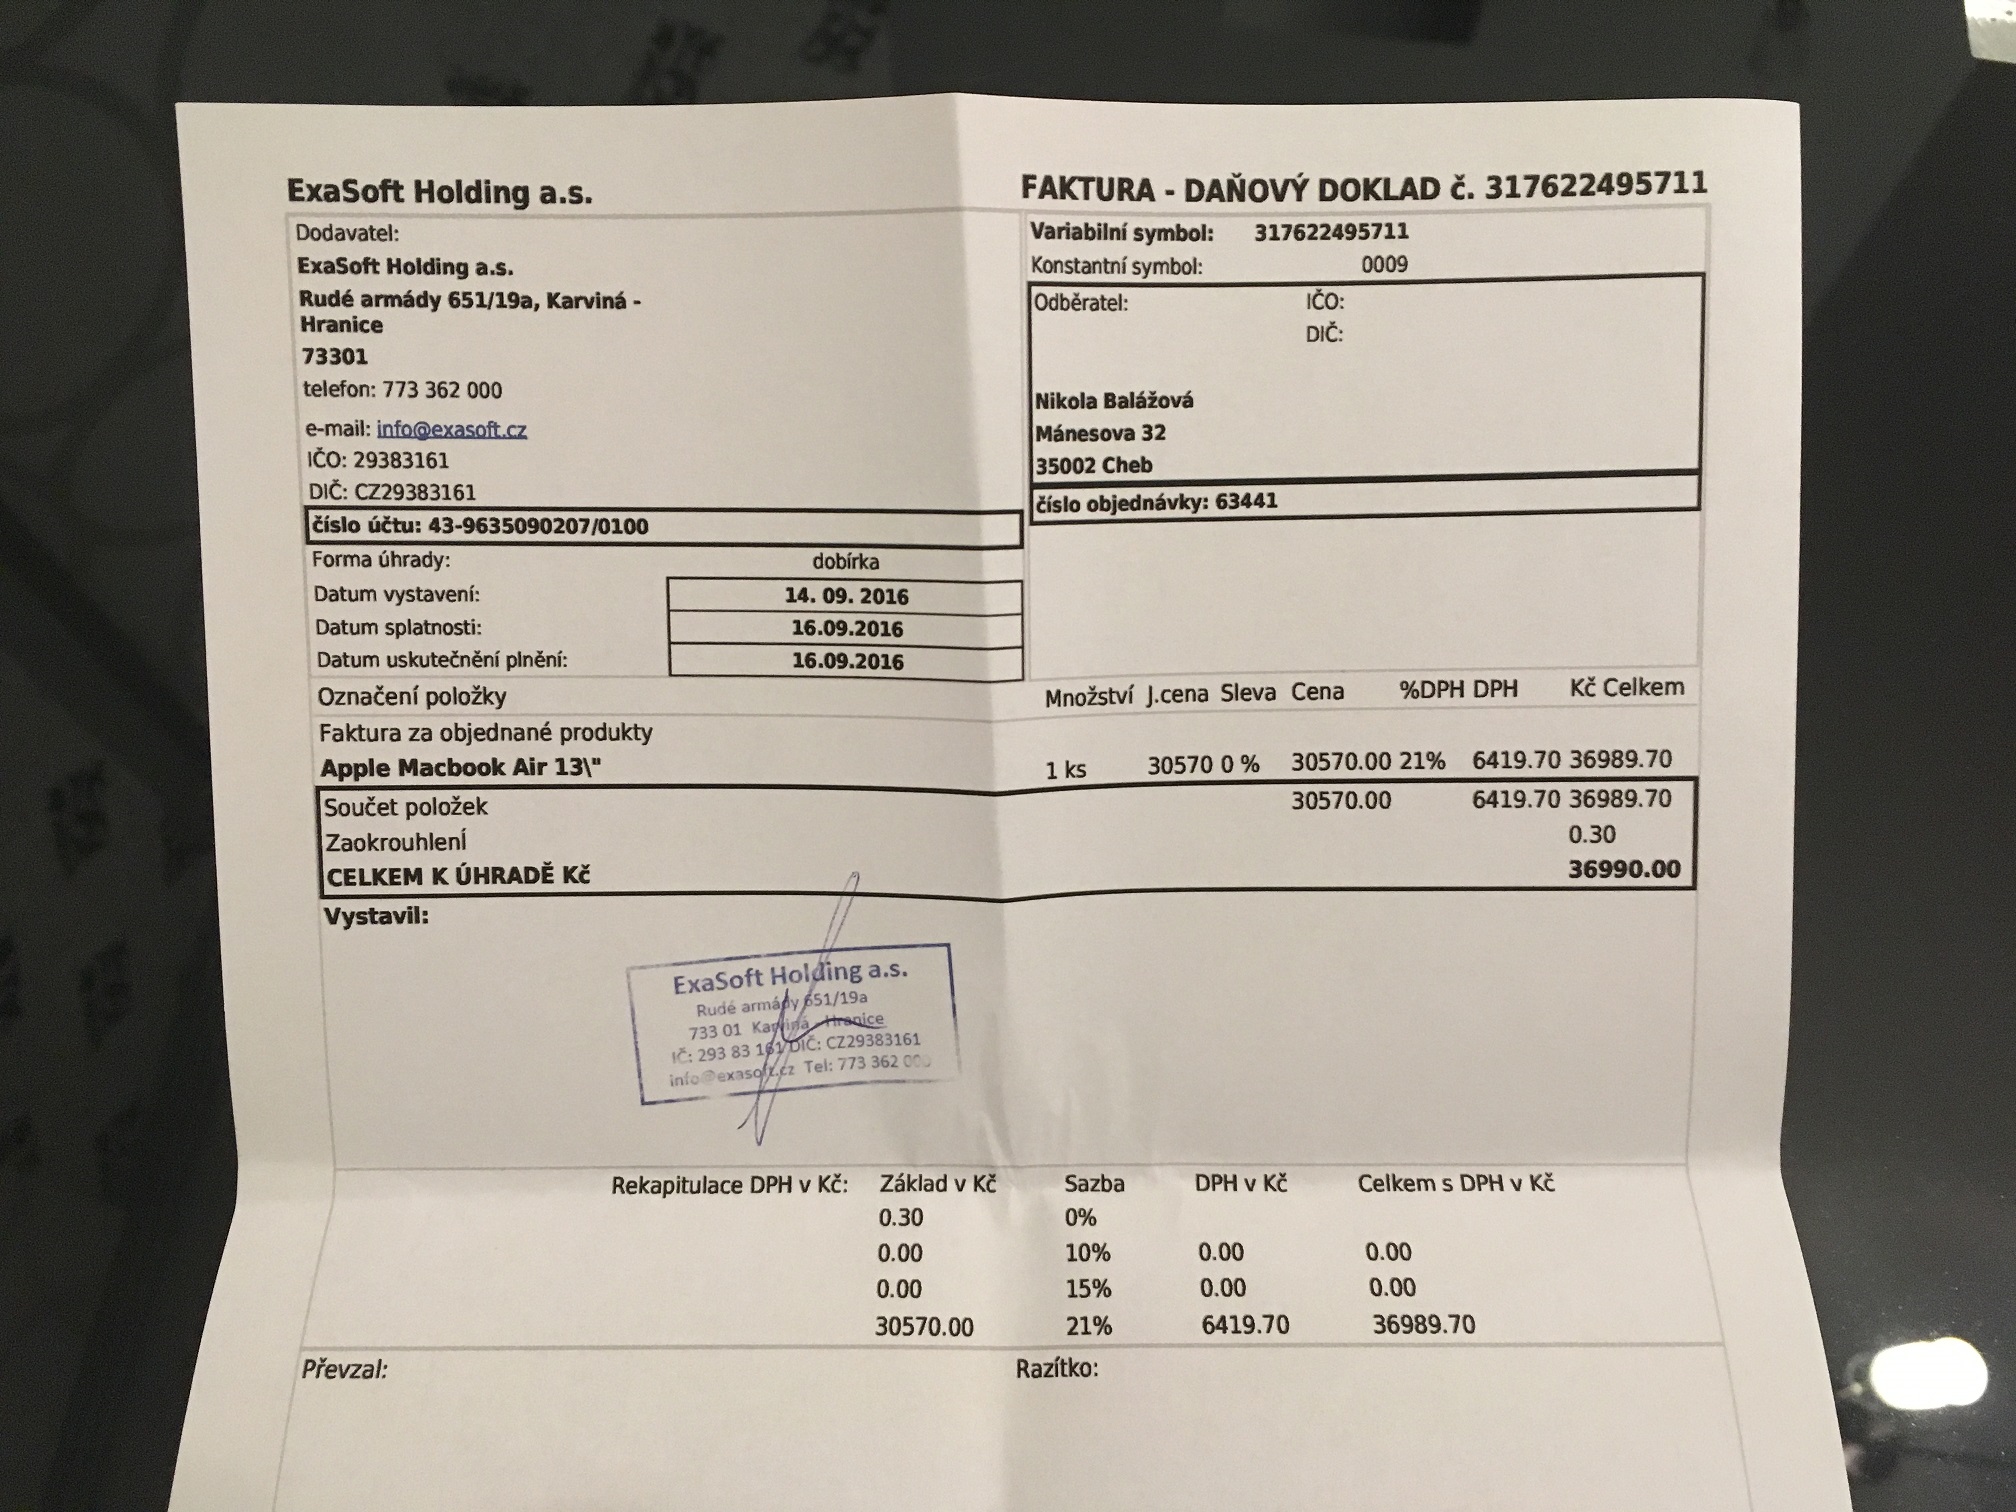 ExaSoft Holding a.s.
FAKTURA - DAŇOVÝ DOKLAD č. 317622495711
Dodavatel:
ExaSoft Holding a.s.
Rudé armády 651/19a, Karviná -
Hranice
73301
telefon: 773 362 000
e-mail: info@exasoft.cz
IČO: 29383161
DIČ: CZ29383161
číslo účtu: 43-9635090207/0100
Forma úhrady: dobírka
Datum vystavení: 14. 09. 2016
Datum splatnosti: 16.09.2016
Datum uskutečnění plnění: 16.09.2016
Variabilní symbol: 317622495711
Konstantní symbol: 0009
Odběratel: IČO:
DIČ:
Nikola Balážová
Mánesova 32
35002 Cheb
číslo objednávky: 63441
Označení položky Množství J.cena Sleva Cena %DPH DPH Kč Celkem
Faktura za objednané produkty
Apple Macbook Air 13\" 1 ks 30570 0 % 30570.00 21% 6419.70 36989.70
Součet položek 30570.00 6419.70 36989.70
Zaokrouhlení 0.30
CELKEM K ÚHRADĚ Kč 36990.00
Vystavil:
ExaSoft Holding a.s.
Rudé armády 651/19a
733 01 Karviná - Hranice
IČ: 293 83 161 DIČ: CZ29383161
info@exasoft.cz Tel: 773 362 000
Rekapitulace DPH v Kč: Základ v Kč Sazba DPH v Kč Celkem s DPH v Kč
0.30 0%
0.00 10% 0.00 0.00
0.00 15% 0.00 0.00
30570.00 21% 6419.70 36989.70
Převzal: Razítko: